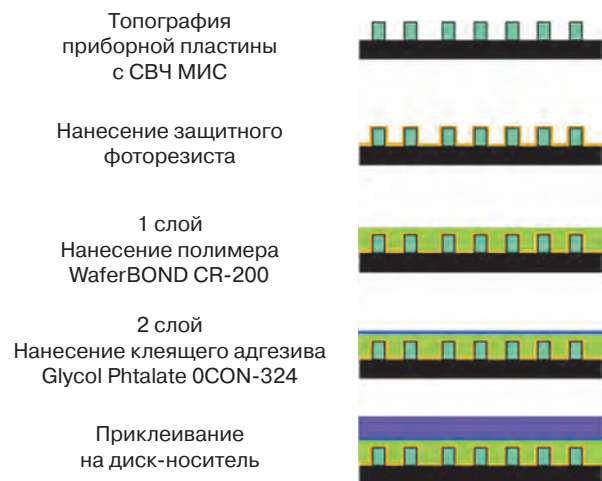 Топография
приборной пластины
с СВЧ МИС
Нанесение защитного
фоторезиста
1 слой
Нанесение полимера
WaferBOND CR-200
2 слой
Нанесение клеящего адгезива
Glycol Phtalate 0CON-324
Приклеивание
на диск-носитель